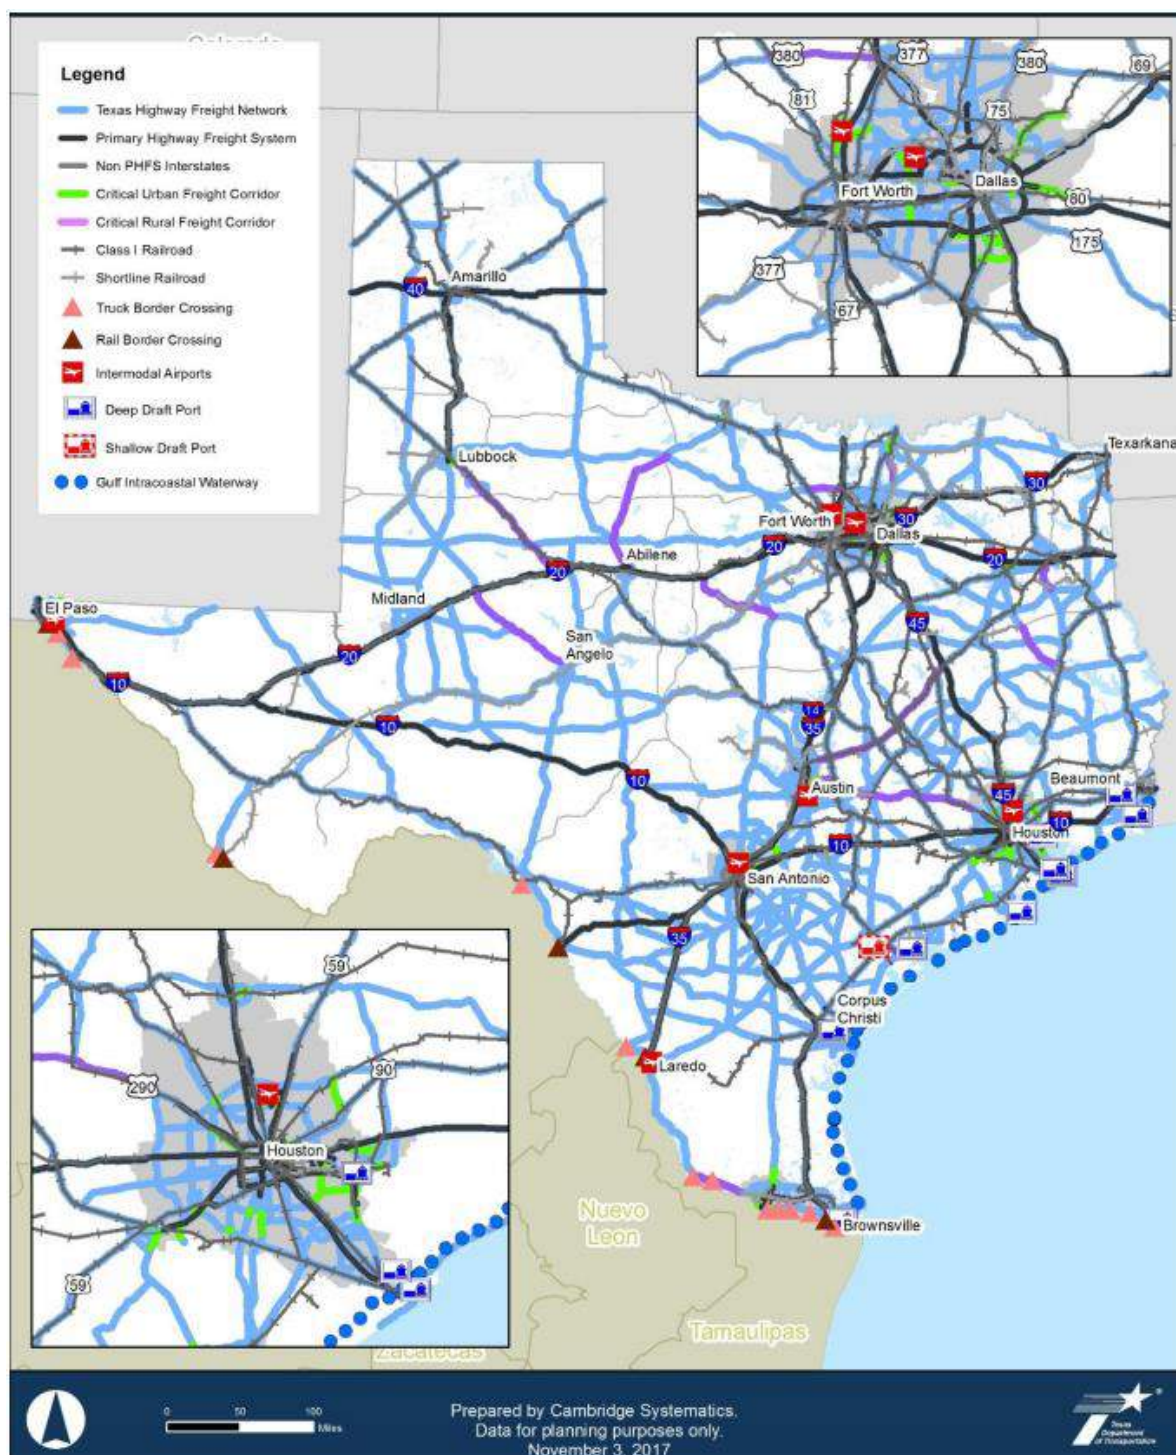 Colorado
Legend
Texas Highway Freight Network
Primary Highway Freight System
Non PHFS Interstates
Critical Urban Freight Corridor
Critical Rural Freight Corridor
Class I Railroad
Shortline Railroad
Truck Border Crossing
Rail Border Crossing
Intermodal Airports
Deep Draft Port
Shallow Draft Port
Gulf Intracoastal Waterway
380
377
380
69
81
75
Fort Worth
Dallas
80
175
377
67
40
Amarillo
Lubbock
Texarkana
30
Fort Worth
30
Dallas
20
20
Abilene
20
Midland
El Paso
San
Angelo
45
20
10
10
14
35
10
Austin
Beaumont
45
10
Houston
10
San Antonio
35
Corpus
Christi
Laredo
Brownsville
59
290
90
Houston
59
Nuevo
Leon
Tamaulipas
Zacatecas
0 50 100
Miles
Prepared by Cambridge Systematics.
Data for planning purposes only.
November 3, 2017
Texas
Department
of Transportation